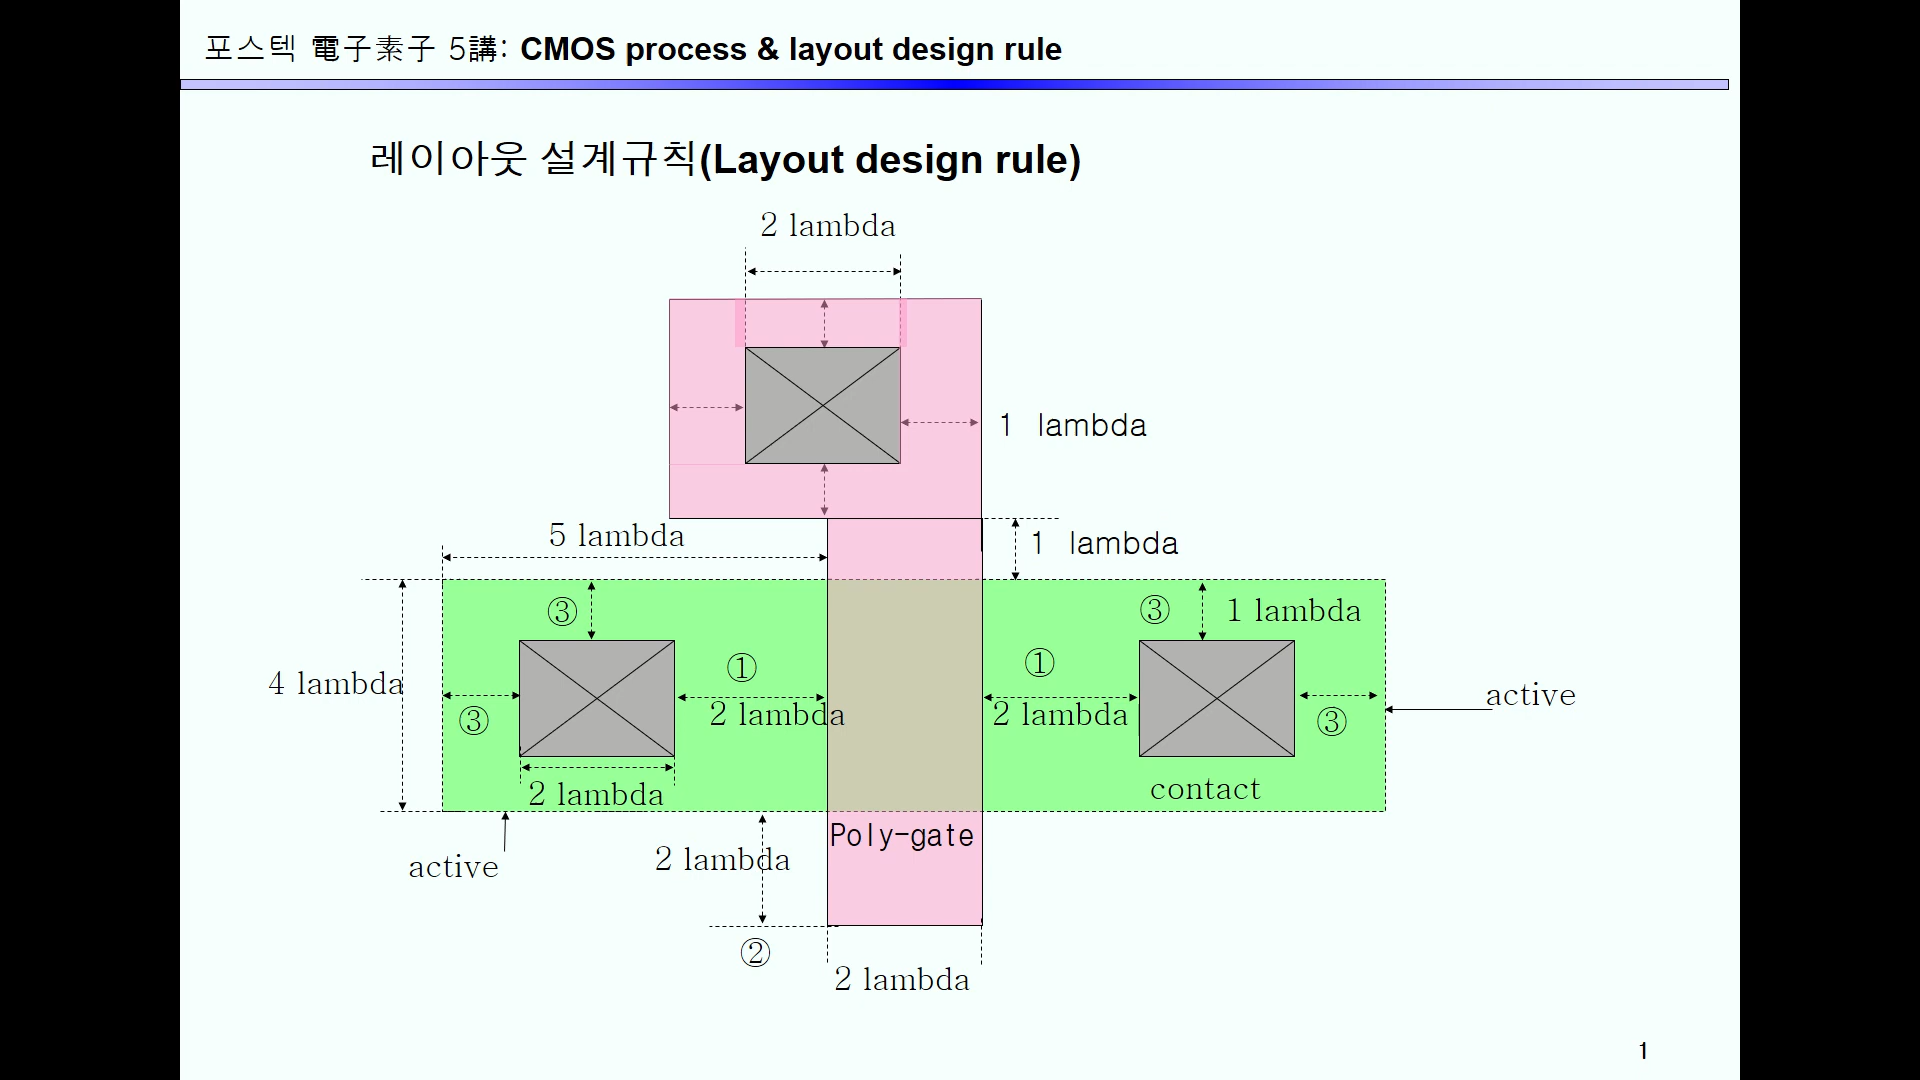 포스텍 電子素子 5講: CMOS process & layout design rule
레이아웃 설계규칙(Layout design rule)
2 lambda
1 lambda
5 lambda
1 lambda
③
③ 1 lambda
① ①
4 lambda
2 lambda
2 lambda
active
③
③
2 lambda
contact
Poly-gate
active
2 lambda
②
2 lambda
1